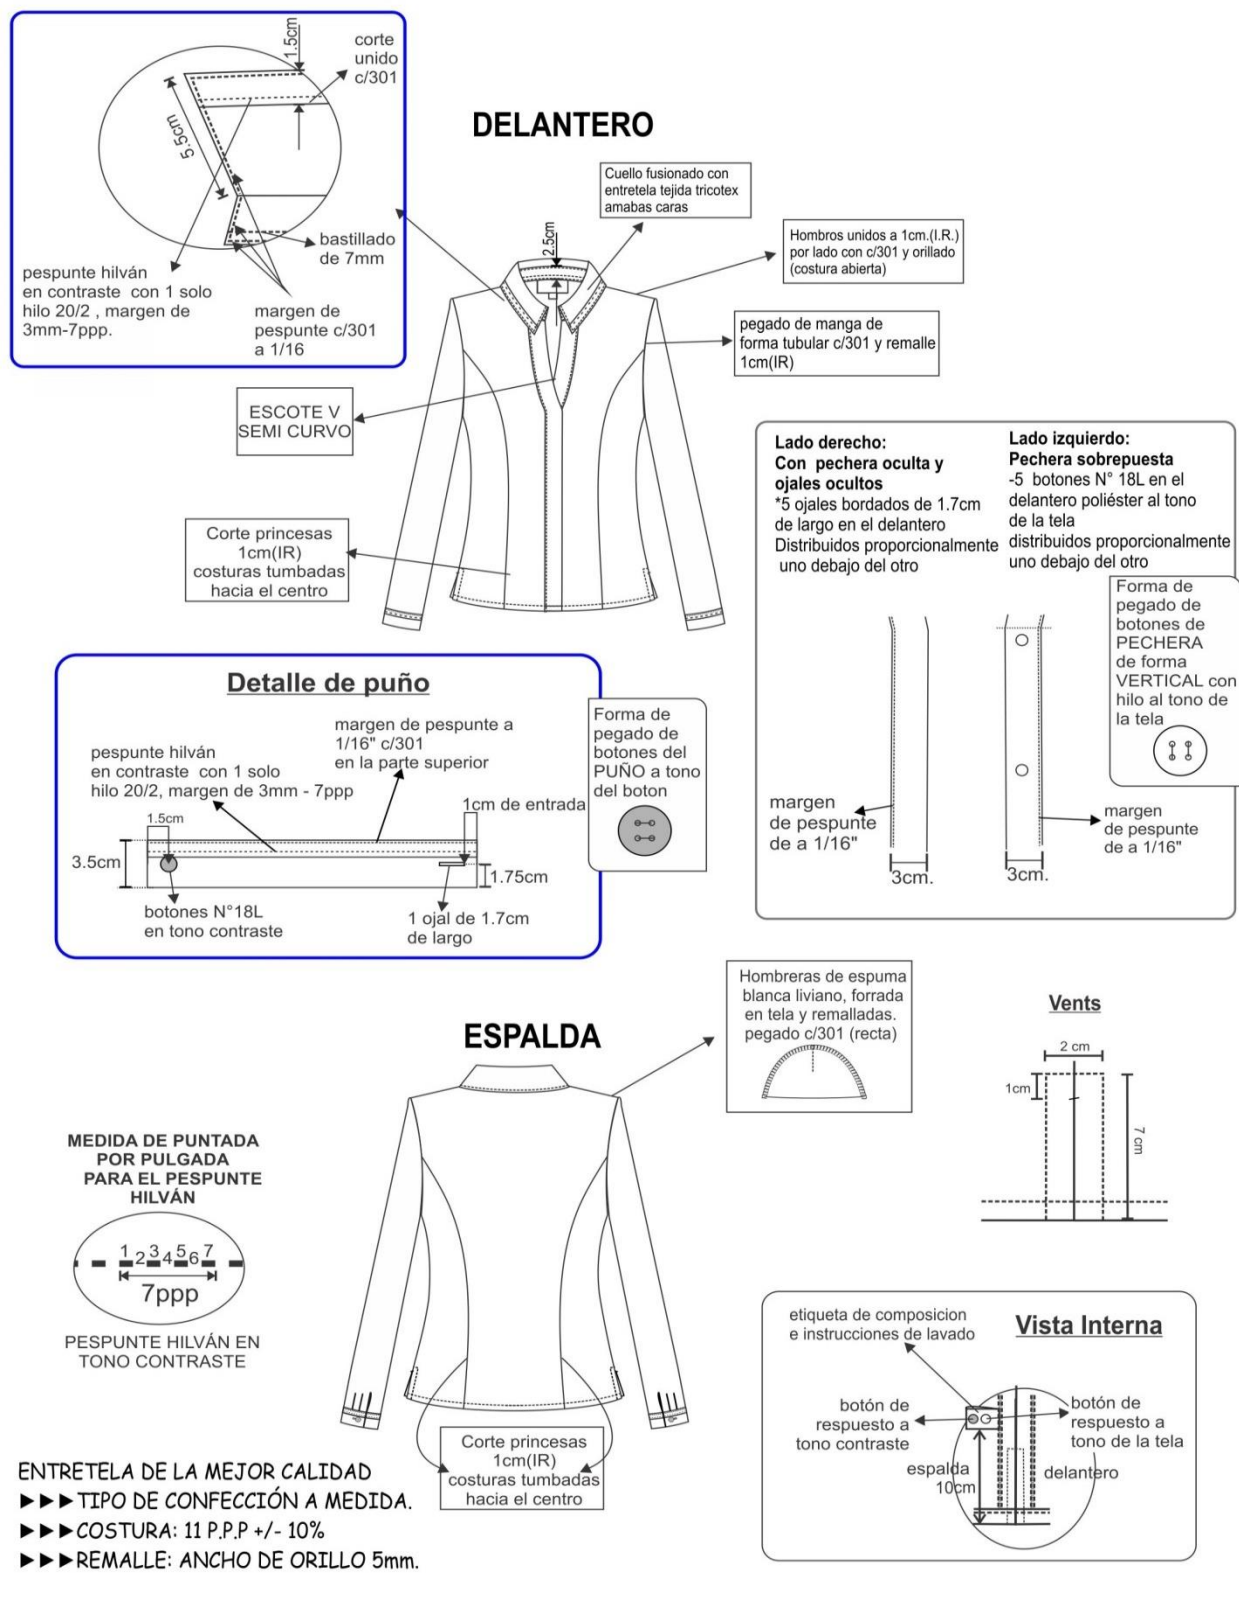 1.5cm
corte
unido
c/301
5.5cm
bastillado
de 7mm
pespunte hilván
en contraste con 1 solo
hilo 20/2 , margen de
3mm-7ppp.
margen de
pespunte c/301
a 1/16
DELANTERO
Cuello fusionado con
entretela tejida tricotex
amabas caras
2.5cm
Hombros unidos a 1cm.(I.R.)
por lado con c/301 y orillado
(costura abierta)
pegado de manga de
forma tubular c/301 y remalle
1cm(IR)
ESCOTE V
SEMI CURVO
Corte princesas
1cm(IR)
costuras tumbadas
hacia el centro
Lado derecho:
Con pechera oculta y
ojales ocultos
*5 ojales bordados de 1.7cm
de largo en el delantero
Distribuidos proporcionalmente
uno debajo del otro
Lado izquierdo:
Pechera sobrepuesta
-5 botones N° 18L en el
delantero poliéster al tono
de la tela
distribuidos proporcionalmente
uno debajo del otro
Forma de
pegado de
botones de
PECHERA
de forma
VERTICAL con
hilo al tono de
la tela
margen
de pespunte
de a 1/16"
3cm.
3cm.
margen
de pespunte
de a 1/16"
Detalle de puño
margen de pespunte a
1/16" c/301
en la parte superior
pespunte hilván
en contraste con 1 solo
hilo 20/2, margen de 3mm - 7ppp
1cm de entrada
1.5cm
3.5cm
1.75cm
botones N°18L
en tono contraste
1 ojal de 1.7cm
de largo
Forma de
pegado de
botones del
PUÑO a tono
del boton
ESPALDA
Hombreras de espuma
blanca liviano, forrada
en tela y remalladas.
pegado c/301 (recta)
Vents
2 cm
1cm
7 cm
MEDIDA DE PUNTADA
POR PULGADA
PARA EL PESPUNTE
HILVÁN
1 2 3 4 5 6 7
7ppp
PESPUNTE HILVÁN EN
TONO CONTRASTE
Corte princesas
1cm(IR)
costuras tumbadas
hacia el centro
etiqueta de composicion
e instrucciones de lavado
Vista Interna
botón de
respuesto a
tono contraste
botón de
respuesto a
tono de la tela
espalda
10cm
delantero
ENTRETELA DE LA MEJOR CALIDAD
►►►TIPO DE CONFECCIÓN A MEDIDA.
►►►COSTURA: 11 P.P.P +/- 10%
►►►REMALLE: ANCHO DE ORILLO 5mm.